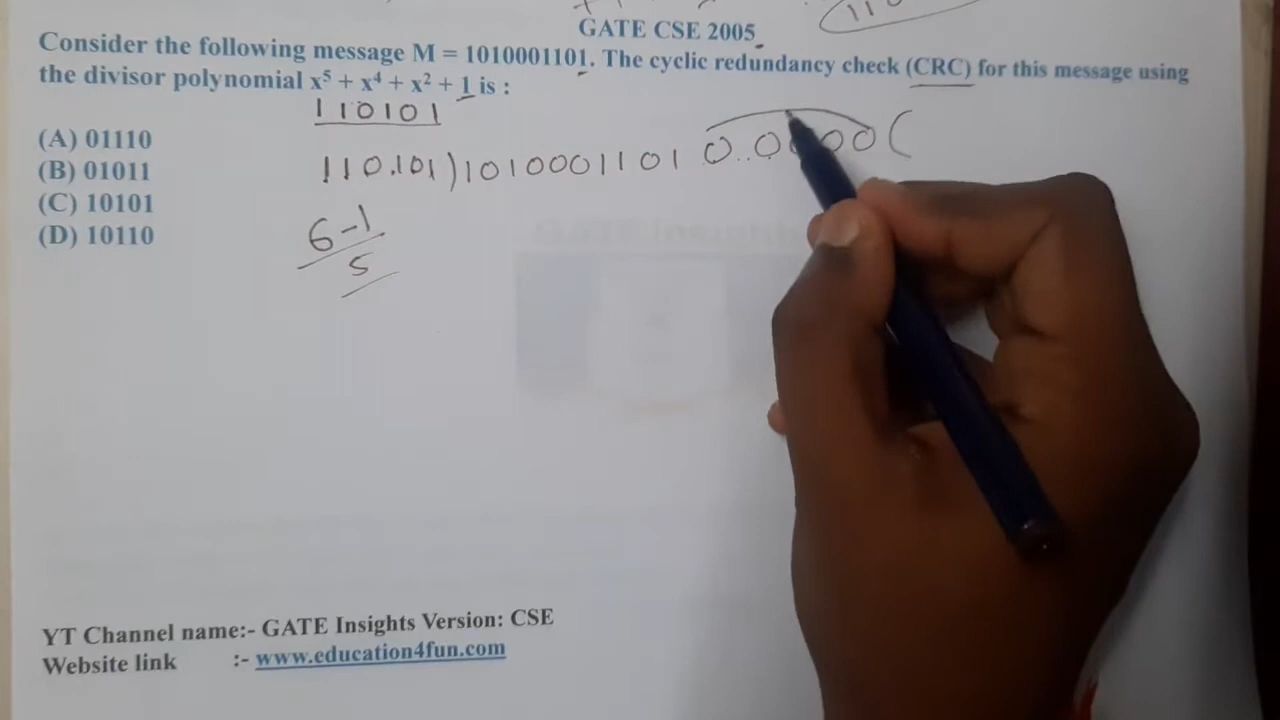 110
GATE CSE 2005
Consider the following message M = 1010001101. The cyclic redundancy check (CRC) for this message using
the divisor polynomial x⁵ + x⁴ + x² + 1 is :
110101
(A) 01110
(B) 01011
(C) 10101
(D) 10110
110101)1010001101 00000(
6-1
5
YT Channel name:- GATE Insights Version: CSE
Website link :- www.education4fun.com